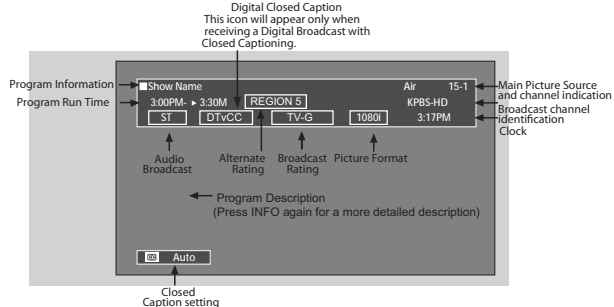 Digital Closed Caption
This icon will appear only when
receiving a Digital Broadcast with
Closed Captioning.
Program Information
Show Name
Air 15-1
Main Picture Source
and channel indication
Program Run Time
3:00PM- ► 3:30M
REGION 5
KPBS-HD
Broadcast channel
identification
ST
DTvCC
TV-G
1080i
3:17PM
Clock
Audio
Broadcast
Alternate
Rating
Broadcast
Rating
Picture Format
Program Description
(Press INFO again for a more detailed description)
CC Auto
Closed
Caption setting